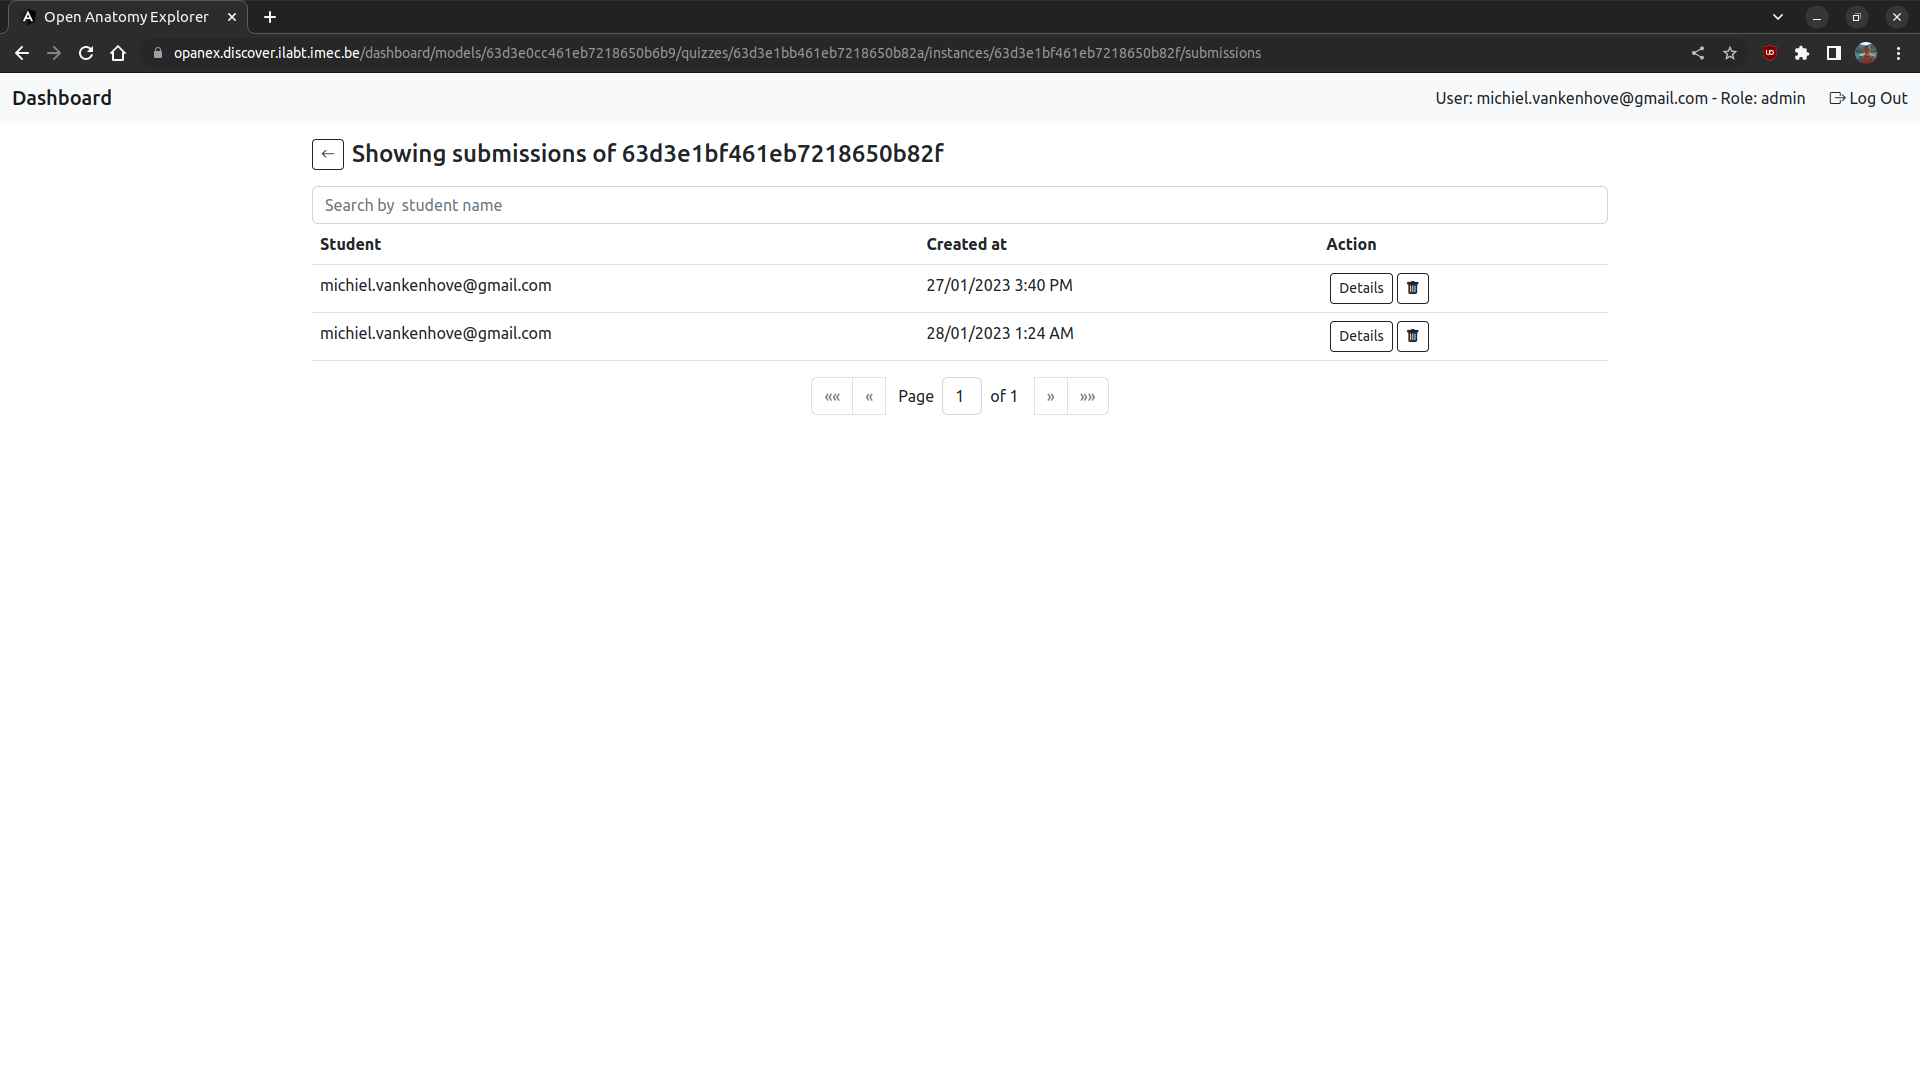 Open Anatomy Explorer
opanex.discover.ilabt.imec.be/dashboard/models/63d3e0cc461eb7218650b6b9/quizzes/63d3e1bb461eb7218650b82a/instances/63d3e1bf461eb7218650b82f/submissions
Dashboard
User: michiel.vankenhove@gmail.com - Role: admin
Log Out
Showing submissions of 63d3e1bf461eb7218650b82f
Search by  student name
Student Created at Action
michiel.vankenhove@gmail.com 27/01/2023 3:40 PM Details
michiel.vankenhove@gmail.com 28/01/2023 1:24 AM Details
«« « Page 1 of 1 » »»